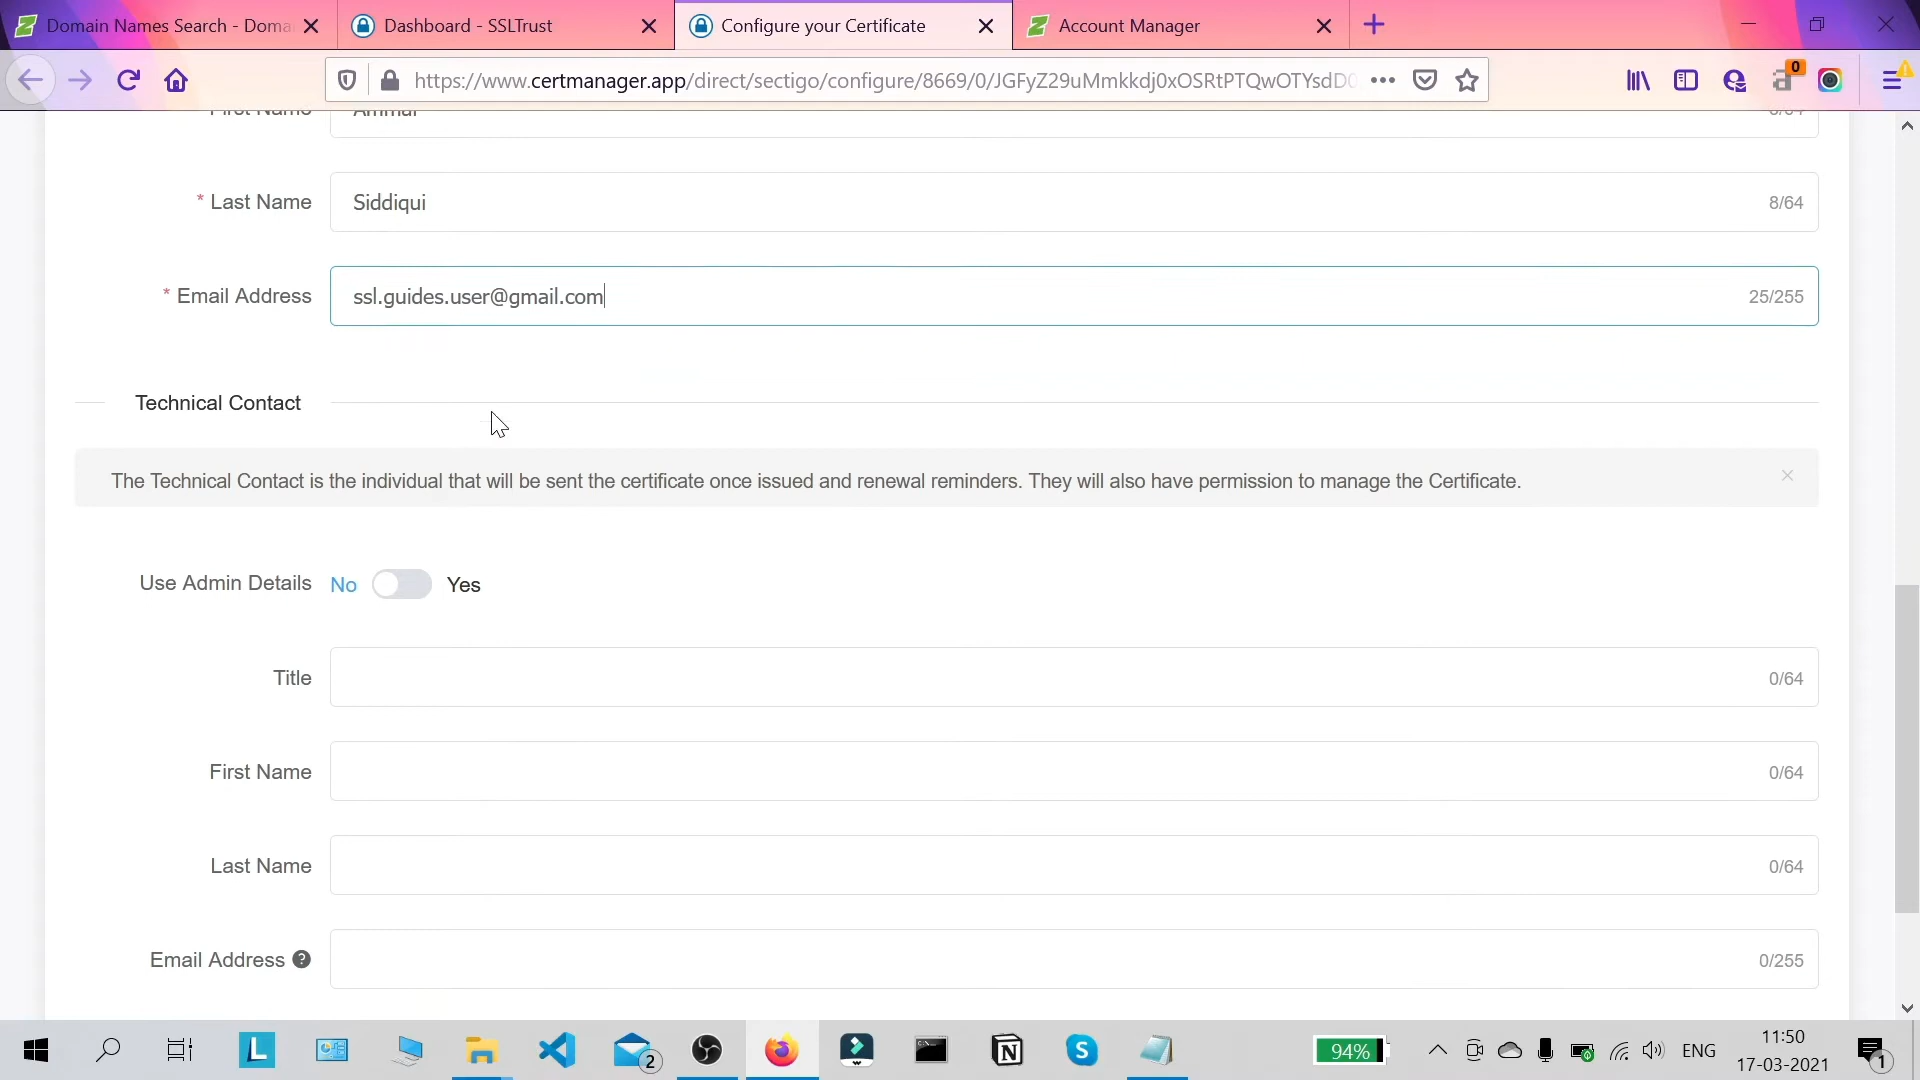 Domain Names Search - Doma
Dashboard - SSLTrust
Configure your Certificate
Account Manager
https://www.certmanager.app/direct/sectigo/configure/8669/0/
0
* Last Name
Siddiqui
8/64
* Email Address
ssl.guides.user@gmail.com
25/255
Technical Contact
The Technical Contact is the individual that will be sent the certificate once issued and renewal reminders. They will also have permission to manage the Certificate.
Use Admin Details No Yes
Title
0/64
First Name
0/64
Last Name
0/64
Email Address ?
0/255
L
2
N
S
94%
ENG
11:50
17-03-2021
1